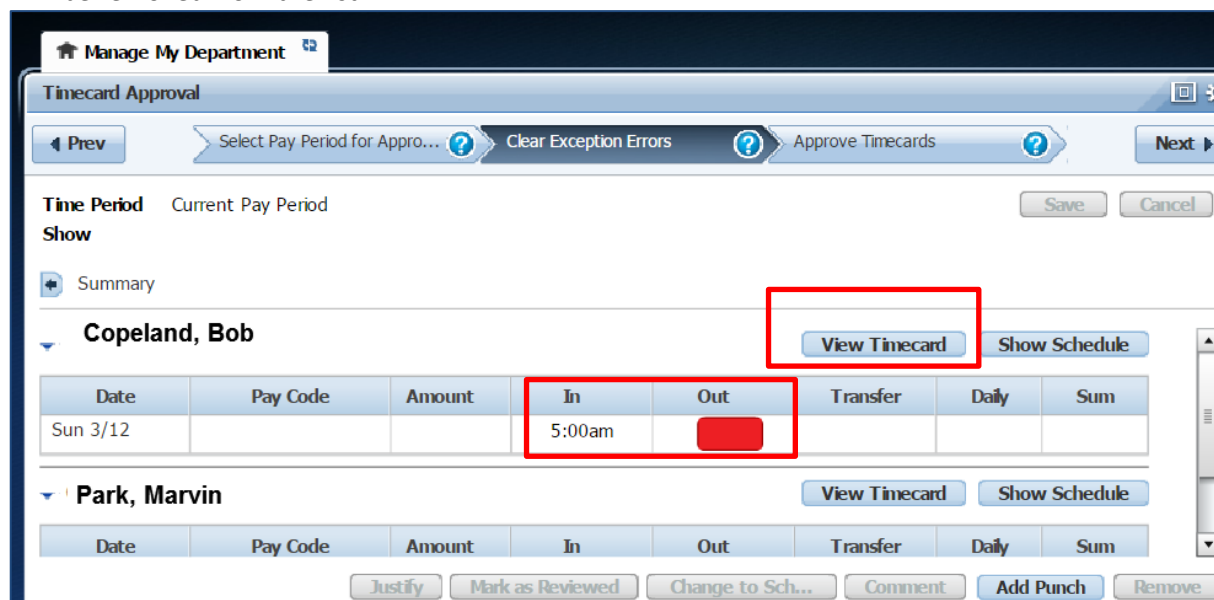 Manage My Department
Timecard Approval
Prev Select Pay Period for Appro... ? Clear Exception Errors ? Approve Timecards ? Next
Time Period Current Pay Period Save Cancel
Show
Summary
Copeland, Bob View Timecard Show Schedule
Date Pay Code Amount In Out Transfer Daily Sum
Sun 3/12 5:00am
Park, Marvin View Timecard Show Schedule
Date Pay Code Amount In Out Transfer Daily Sum
Justify Mark as Reviewed Change to Sch... Comment Add Punch Remove